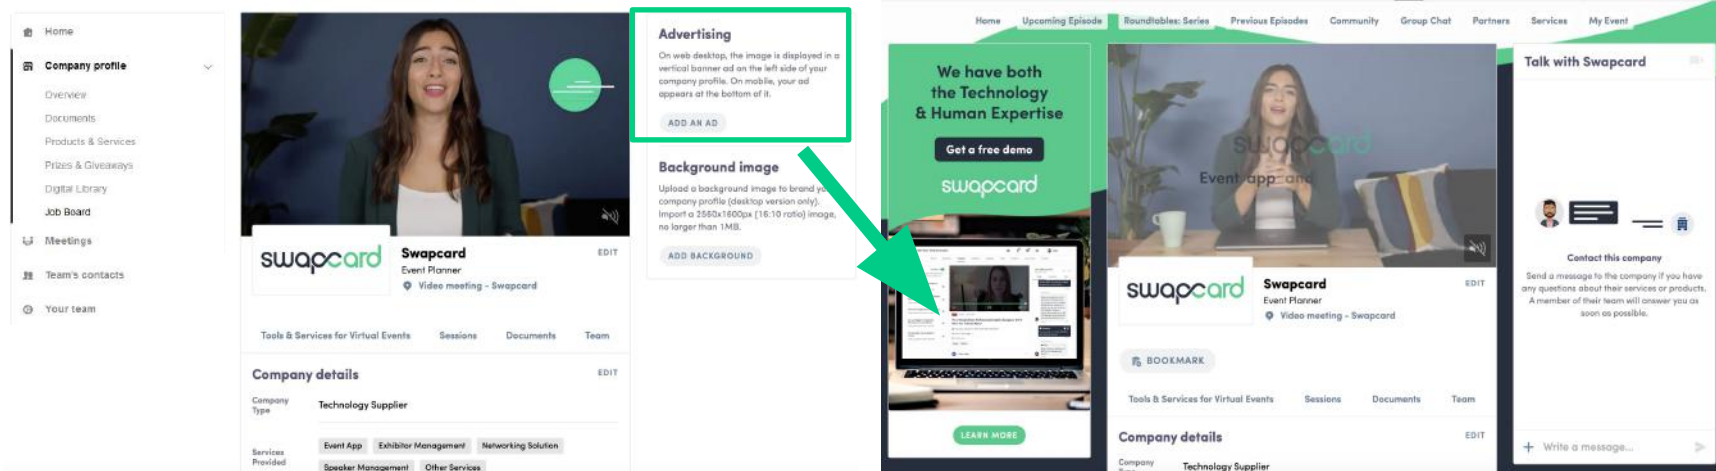 Home
Company profile
Overview
Documents
Products & Services
Prizes & Giveaways
Digital Library
Job Board
Meetings
Team's contacts
Your team
swapcard
Swapcard
EDIT
Event Planner
Video meeting - Swapcard
Tools & Services for Virtual Events
Sessions
Documents
Team
Company details
EDIT
Company
Type
Technology Supplier
Services
Provided
Event App
Exhibitor Management
Networking Solution
Speaker Management
Other Services
Advertising
On web desktop, the image is displayed in a
vertical banner ad on the left side of your
company profile. On mobile, your ad
appears at the bottom of it.
ADD AN AD
Background image
Upload a background image to brand yo
company profile (desktop version only).
Import a 2560x1600px (16:10 ratio) image,
no larger than 1MB.
ADD BACKGROUND
Home
Upcoming Episode
Roundtables: Series
Previous Episodes
Community
Group Chat
Partners
Services
My Event
We have both
the Technology
& Human Expertise
Get a free demo
swapcard
LEARN MORE
swapcard
Event app and
swapcard
Swapcard
EDIT
Event Planner
Video meeting - Swapcard
BOOKMARK
Tools & Services for Virtual Events
Sessions
Documents
Team
Company details
EDIT
Company
Technology Supplier
Talk with Swapcard
Contact this company
Send a message to the company if you have
any questions about their services or products.
A member of their team will answer you as
soon as possible.
Write a message...